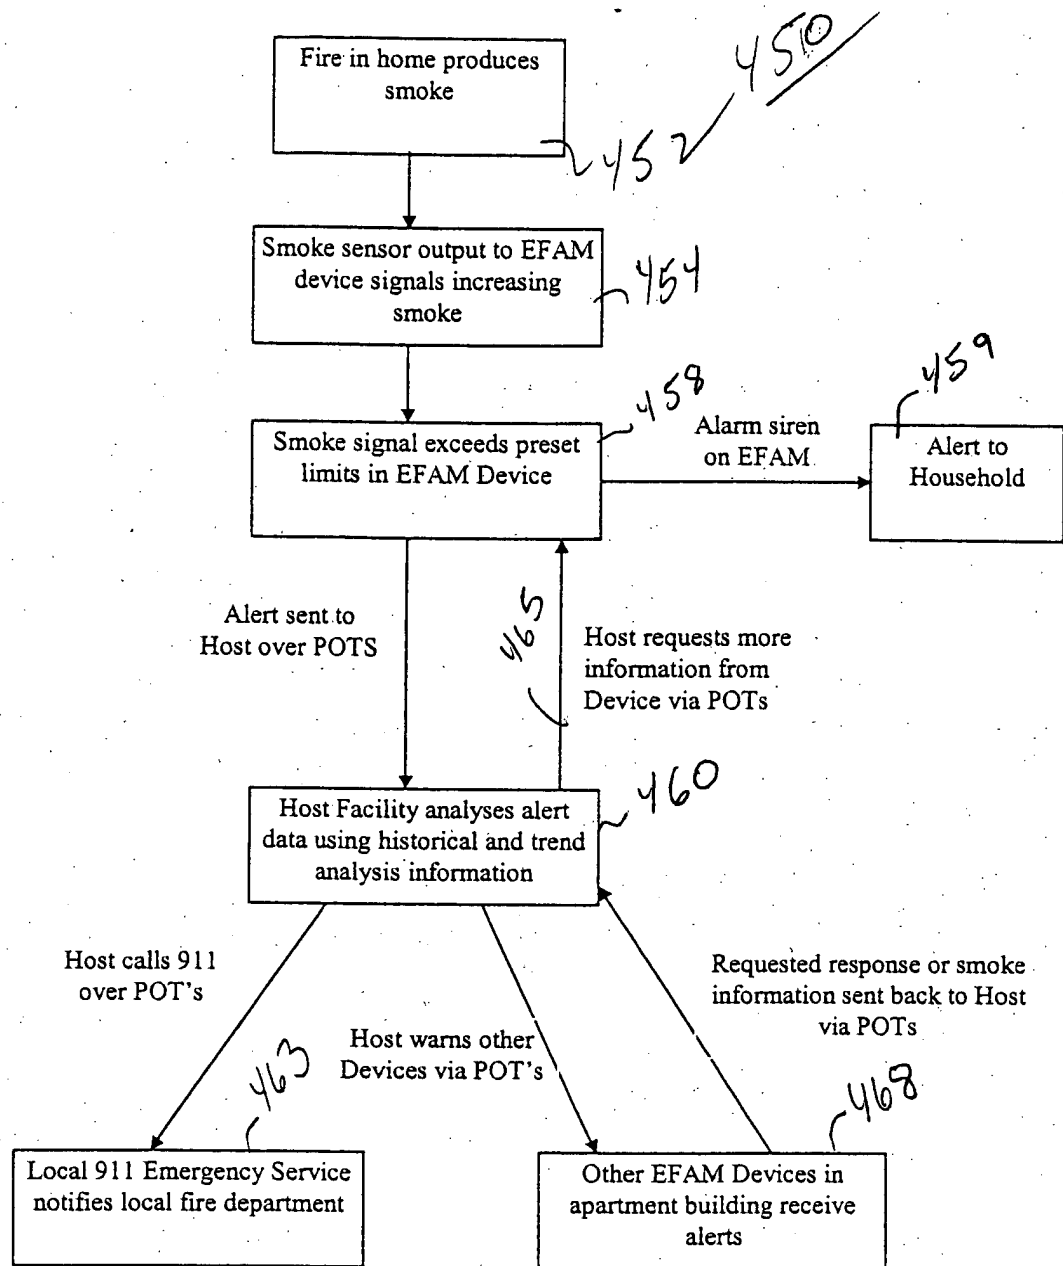 450
Fire in home produces
smoke
452
Smoke sensor output to EFAM
device signals increasing
smoke
454
458
459
Smoke signal exceeds preset
limits in EFAM Device
Alarm siren
on EFAM
Alert to
Household
Alert sent to
Host over POTS
465
Host requests more
information from
Device via POTs
460
Host Facility analyses alert
data using historical and trend
analysis information
Host calls 911
over POT's
Host warns other
Devices via POT's
Requested response or smoke
information sent back to Host
via POTs
463
468
Local 911 Emergency Service
notifies local fire department
Other EFAM Devices in
apartment building receive
alerts